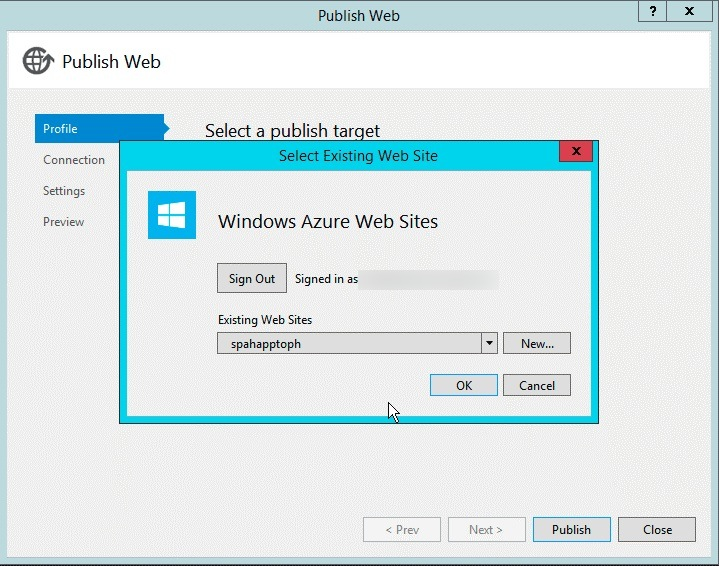 Publish Web
? x
Publish Web
Profile
Select a publish target
Connection
Settings
Preview
Select Existing Web Site
x
Windows Azure Web Sites
Sign Out Signed in as
Existing Web Sites
spahapptoph New...
OK Cancel
< Prev Next > Publish Close